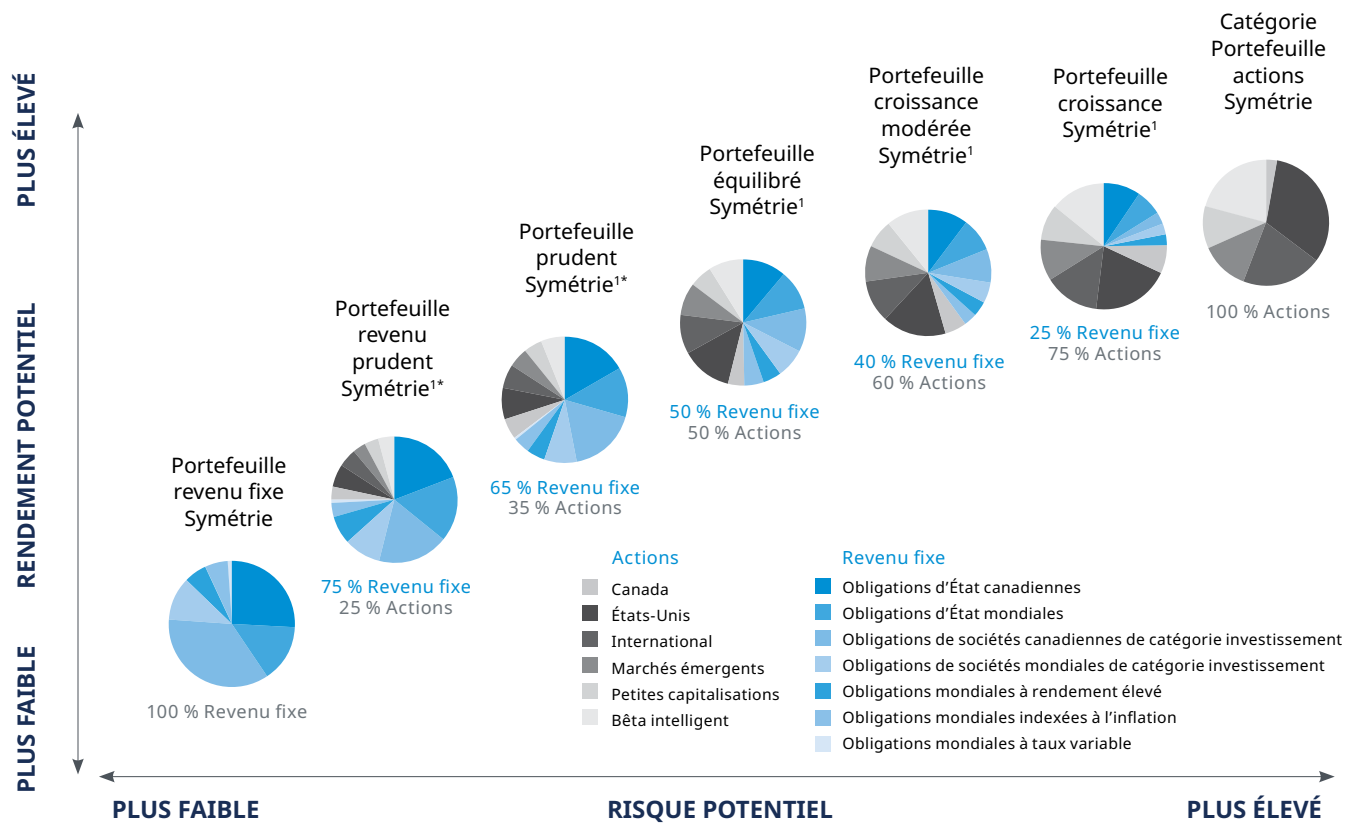 PLUS ÉLEVÉ
RENDEMENT POTENTIEL
PLUS FAIBLE
Portefeuille
revenu fixe
Symétrie
100 % Revenu fixe
Portefeuille
revenu
prudent
Symétrie¹*
75 % Revenu fixe
25 % Actions
Portefeuille
prudent
Symétrie¹*
65 % Revenu fixe
35 % Actions
Portefeuille
équilibré
Symétrie¹
50 % Revenu fixe
50 % Actions
Portefeuille
croissance
modérée
Symétrie¹
40 % Revenu fixe
60 % Actions
Portefeuille
croissance
Symétrie¹
25 % Revenu fixe
75 % Actions
Catégorie
Portefeuille
actions
Symétrie
100 % Actions
Actions
Canada
États-Unis
International
Marchés émergents
Petites capitalisations
Bêta intelligent
Revenu fixe
Obligations d’État canadiennes
Obligations d’État mondiales
Obligations de sociétés canadiennes de catégorie investissement
Obligations de sociétés mondiales de catégorie investissement
Obligations mondiales à rendement élevé
Obligations mondiales indexées à l’inflation
Obligations mondiales à taux variable
PLUS FAIBLE
RISQUE POTENTIEL
PLUS ÉLEVÉ